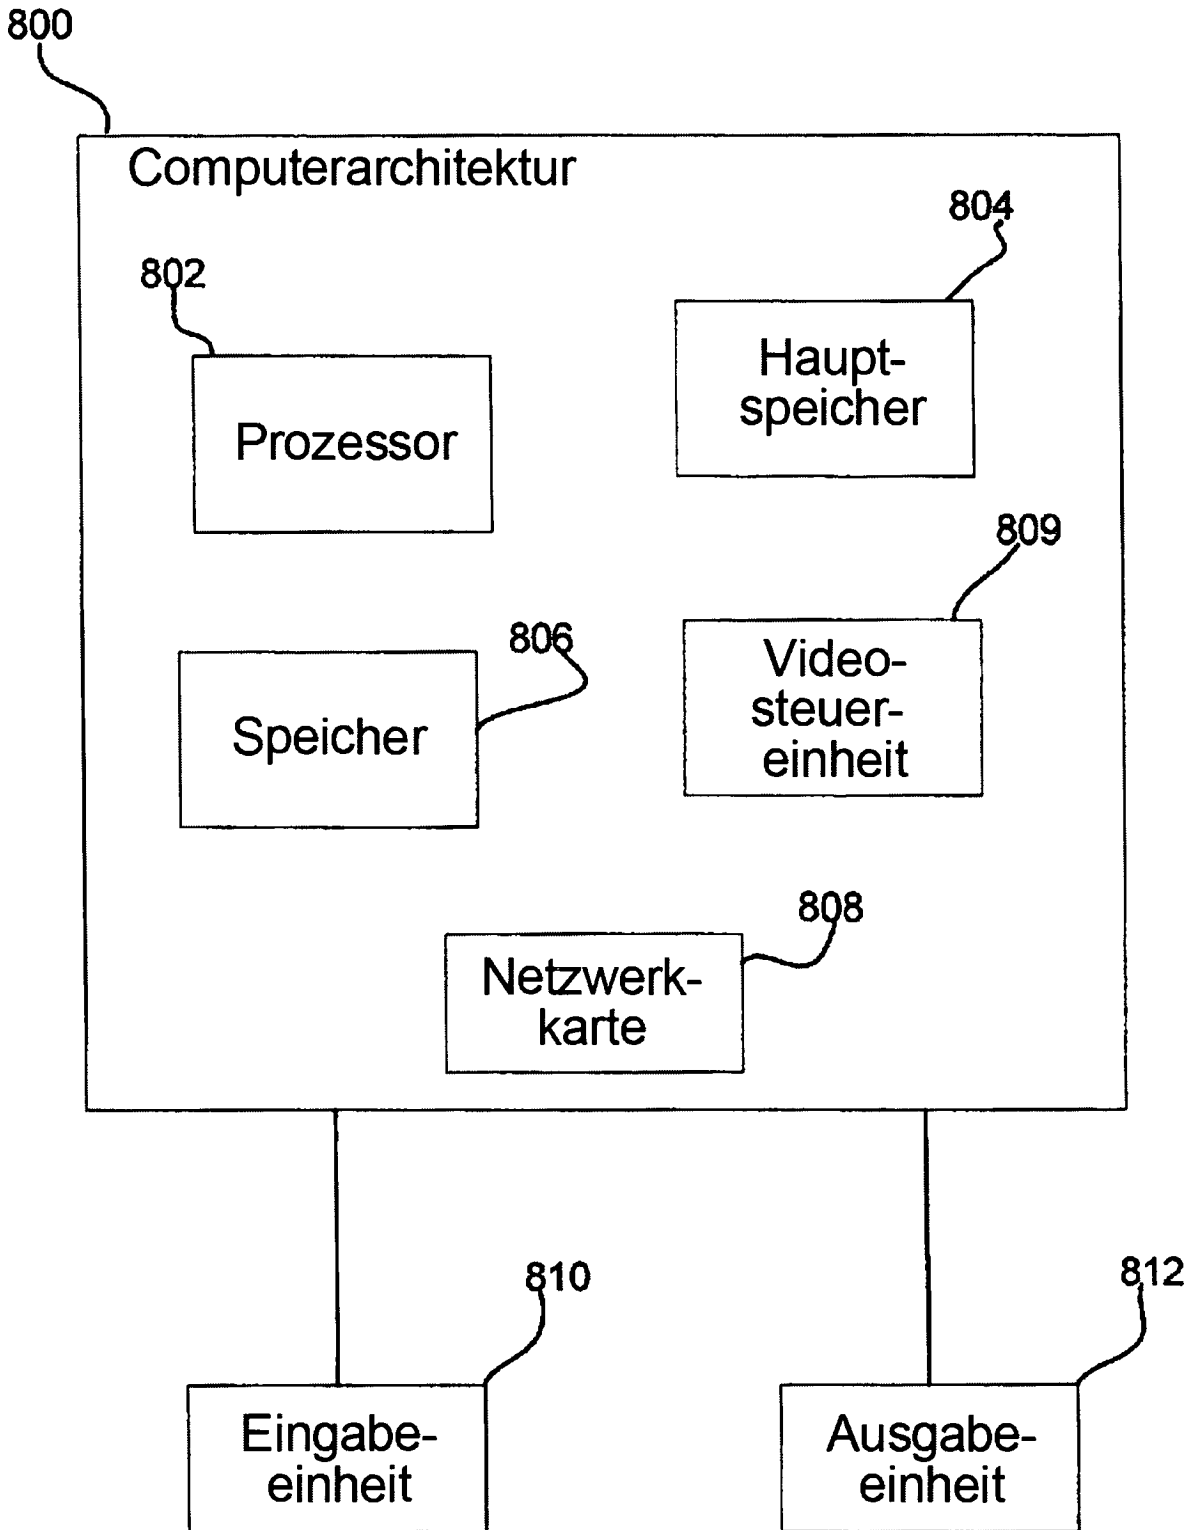 800
Computerarchitektur
804
802
Haupt-
speicher
Prozessor
809
806
Video-
steuer-
einheit
Speicher
808
Netzwerk-
karte
810
812
Eingabe-
einheit
Ausgabe-
einheit